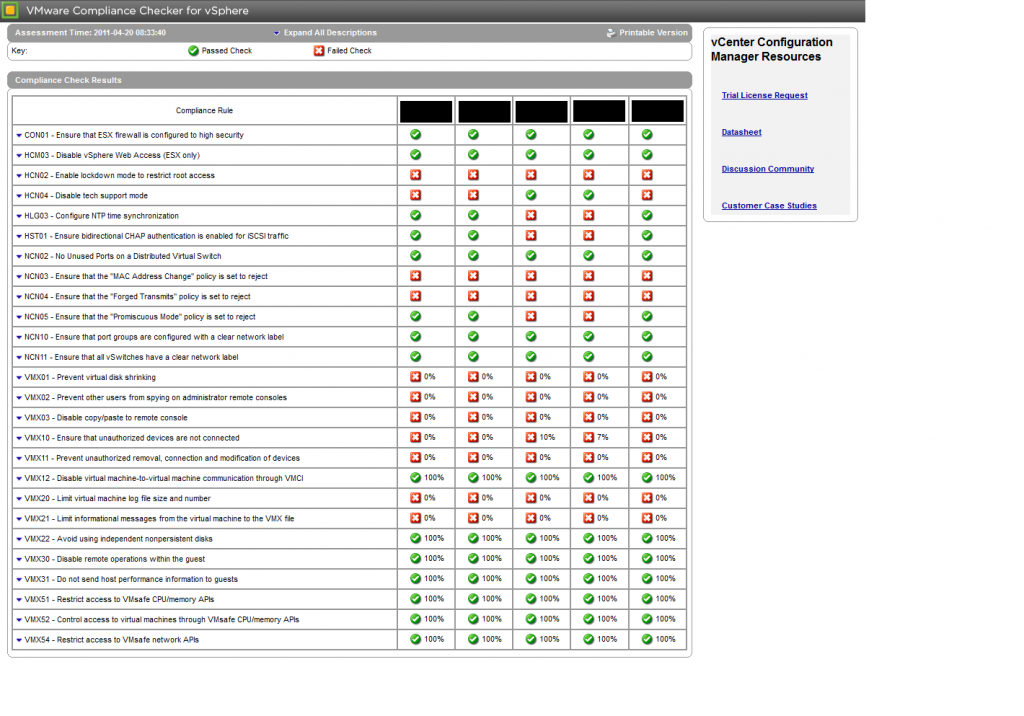 VMware Compliance Checker for vSphere
Assessment Time: 2011-04-20 08:33:40 Expand All Descriptions Printable Version
Key: Passed Check Failed Check
Compliance Check Results
Compliance Rule
CON01 - Ensure that ESX firewall is configured to high security
HCM03 - Disable vSphere Web Access (ESX only)
HCN02 - Enable lockdown mode to restrict root access
HCN04 - Disable tech support mode
HLG03 - Configure NTP time synchronization
HST01 - Ensure bidirectional CHAP authentication is enabled for iSCSI traffic
NCN02 - No Unused Ports on a Distributed Virtual Switch
NCN03 - Ensure that the "MAC Address Change" policy is set to reject
NCN04 - Ensure that the "Forged Transmits" policy is set to reject
NCN05 - Ensure that the "Promiscuous Mode" policy is set to reject
NCN10 - Ensure that port groups are configured with a clear network label
NCN11 - Ensure that all vSwitches have a clear network label
VMX01 - Prevent virtual disk shrinking 0% 0% 0% 0% 0%
VMX02 - Prevent other users from spying on administrator remote consoles 0% 0% 0% 0% 0%
VMX03 - Disable copy/paste to remote console 0% 0% 0% 0% 0%
VMX10 - Ensure that unauthorized devices are not connected 0% 0% 10% 7% 0%
VMX11 - Prevent unauthorized removal, connection and modification of devices 0% 0% 0% 0% 0%
VMX12 - Disable virtual machine-to-virtual machine communication through VMCI 100% 100% 100% 100% 100%
VMX20 - Limit virtual machine log file size and number 0% 0% 0% 0% 0%
VMX21 - Limit informational messages from the virtual machine to the VMX file 0% 0% 0% 0% 0%
VMX22 - Avoid using independent nonpersistent disks 100% 100% 100% 100% 100%
VMX30 - Disable remote operations within the guest 100% 100% 100% 100% 100%
VMX31 - Do not send host performance information to guests 100% 100% 100% 100% 100%
VMX51 - Restrict access to VMsafe CPU/memory APIs 100% 100% 100% 100% 100%
VMX52 - Control access to virtual machines through VMsafe CPU/memory APIs 100% 100% 100% 100% 100%
VMX54 - Restrict access to VMsafe network APIs 100% 100% 100% 100% 100%
vCenter Configuration
Manager Resources
Trial License Request
Datasheet
Discussion Community
Customer Case Studies